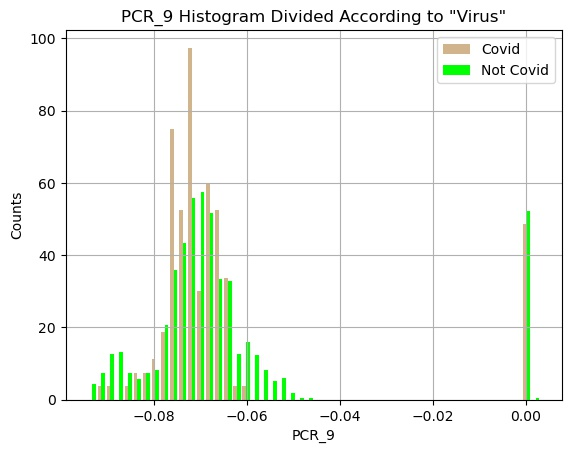 PCR_9 Histogram Divided According to "Virus"
Covid
Not Covid
100
80
60
40
20
0
Counts
−0.08
−0.06
−0.04
−0.02
0.00
PCR_9